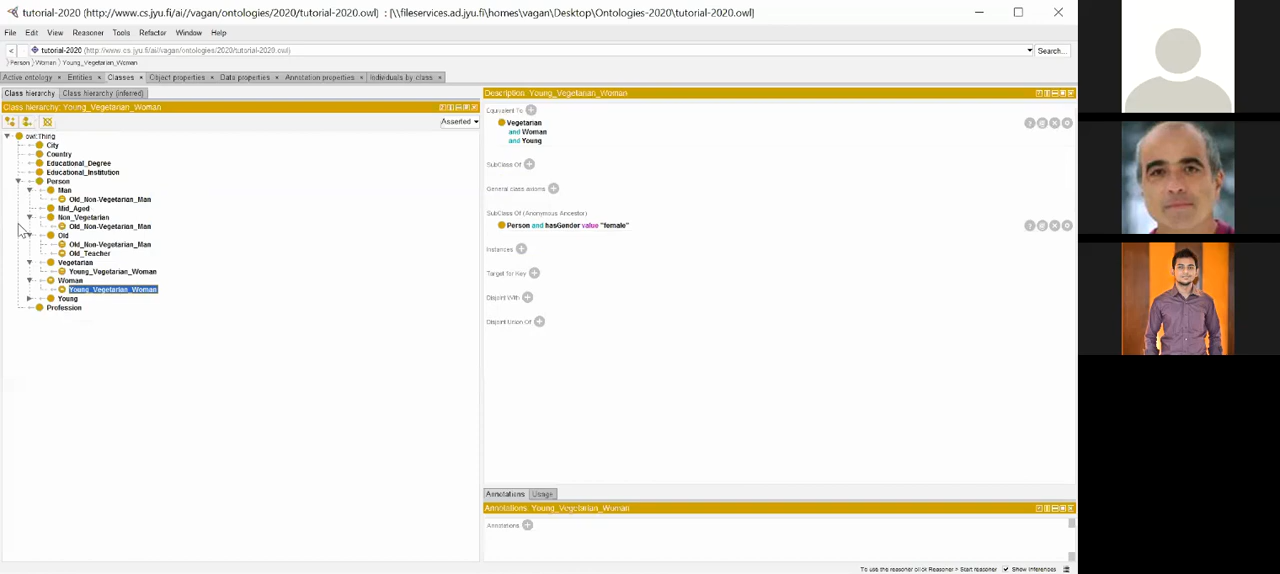 tutorial-2020 (http://www.cs.jyu.fi/ai//vagan/ontologies/2020/tutorial-2020.owl) : [\\fileservices.ad.jyu.fi\homes\vagan\Desktop\Ontologies-2020\tutorial-2020.owl]
File Edit View Reasoner Tools Refactor Window Help
< > tutorial-2020 (http://www.cs.jyu.fi/ai//vagan/ontologies/2020/tutorial-2020.owl) Search...
Person Woman Young_Vegetarian_Woman
Active ontology × Entities × Classes × Object properties × Data properties × Annotation properties × Individuals by class ×
Class hierarchy Class hierarchy (inferred)
Class hierarchy: Young_Vegetarian_Woman
Asserted
owl:Thing
City
Country
Educational_Degree
Educational_Institution
Person
Man
Old_Non-Vegetarian_Man
Mid_Aged
Non_Vegetarian
Old_Non-Vegetarian_Man
Old
Old_Non-Vegetarian_Man
Old_Teacher
Vegetarian
Young_Vegetarian_Woman
Woman
Young_Vegetarian_Woman
Young
Profession
Description: Young_Vegetarian_Woman
Equivalent To
Vegetarian
and Woman
and Young
SubClass Of
General class axioms
SubClass Of (Anonymous Ancestor)
Person and hasGender value "female"
Instances
Target for Key
Disjoint With
Disjoint Union Of
Annotations Usage
Annotations: Young_Vegetarian_Woman
Annotations
To use the reasoner click Reasoner > Start reasoner Show Inferences